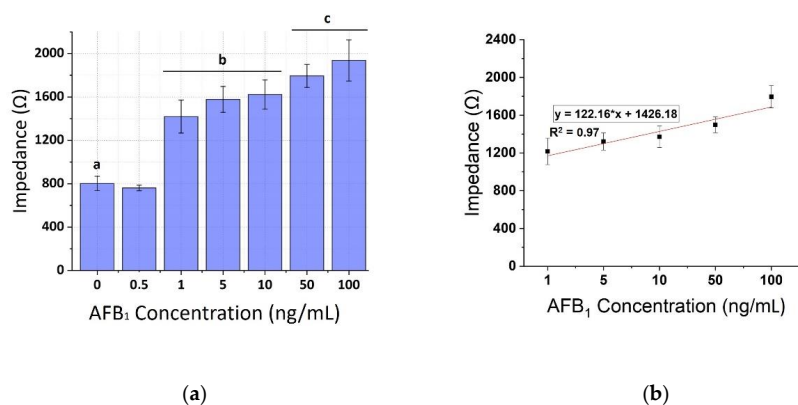 c
b
a
2000
1600
1200
800
400
0
Impedance (Ω)
0 0.5 1 5 10 50 100
AFB₁ Concentration (ng/mL)
(a)
2400
2000
1600
1200
800
400
0
Impedance (Ω)
y = 122.16*x + 1426.18
R² = 0.97
1 5 10 50 100
AFB₁ Concentration (ng/mL)
(b)